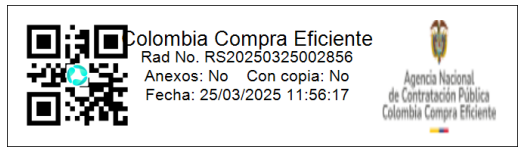 Colombia Compra Eficiente
Rad No. RS20250325002856
Anexos: No Con copia: No
Fecha: 25/03/2025 11:56:17
Agencia Nacional
de Contratación Pública
Colombia Compra Eficiente